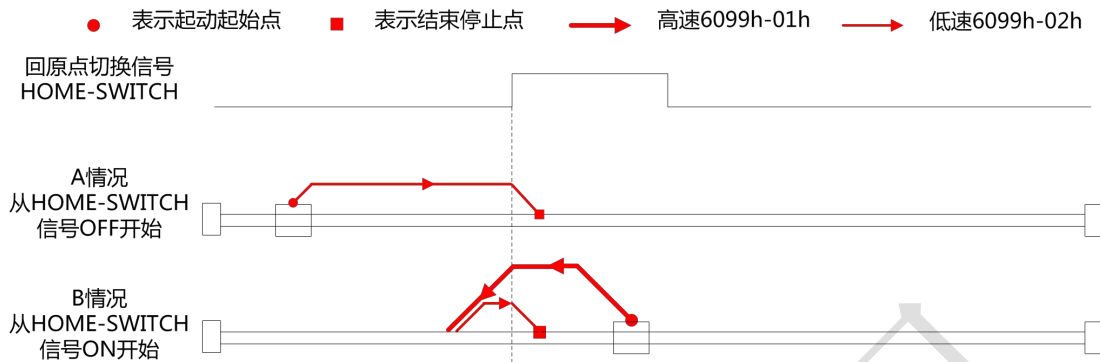 表示起动起始点 表示结束停止点 高速6099h-01h 低速6099h-02h
回原点切换信号
HOME-SWITCH
A情况
从HOME-SWITCH
信号OFF开始
B情况
从HOME-SWITCH
信号ON开始